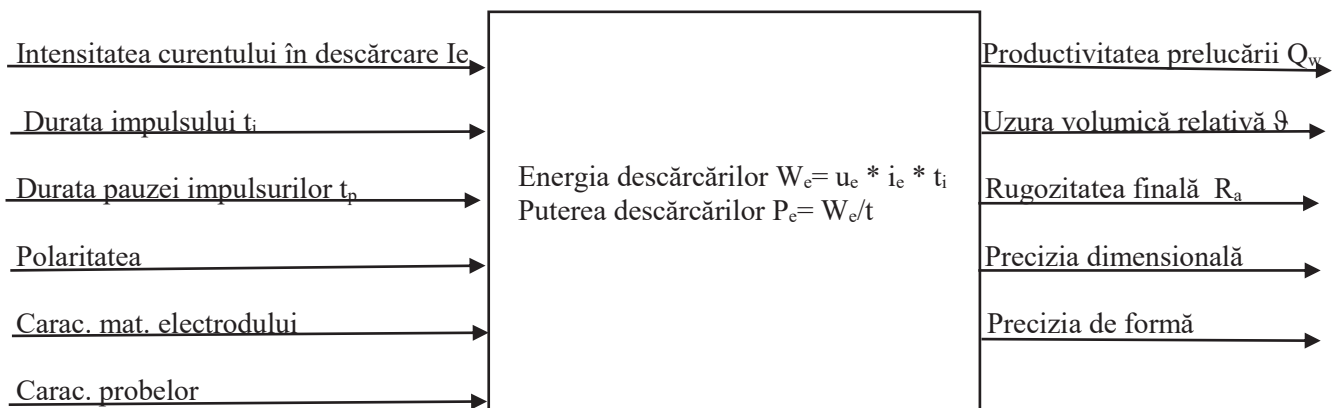 Intensitatea curentului în descărcare Ie
Durata impulsului tᵢ
Durata pauzei impulsurilor tₚ
Polaritatea
Carac. mat. electrodului
Carac. probelor
Energia descărcărilor Wₑ= uₑ * iₑ * tᵢ
Puterea descărcărilor Pₑ= Wₑ/t
Productivitatea prelucării Q_w
Uzura volumică relativă ϑ
Rugozitatea finală Rₐ
Precizia dimensională
Precizia de formă